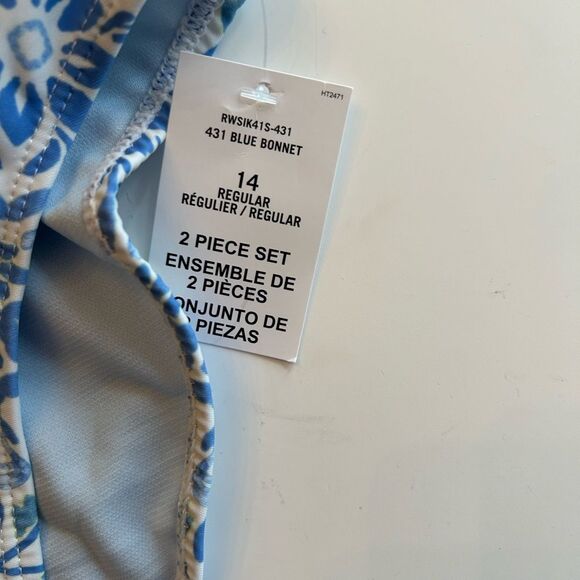 HT2471
RWSIK41S-431
431 BLUE BONNET
14
REGULAR
RÉGULIER / REGULAR
2 PIECE SET
ENSEMBLE DE
2 PIÈCES
ONJUNTO DE
PIEZAS